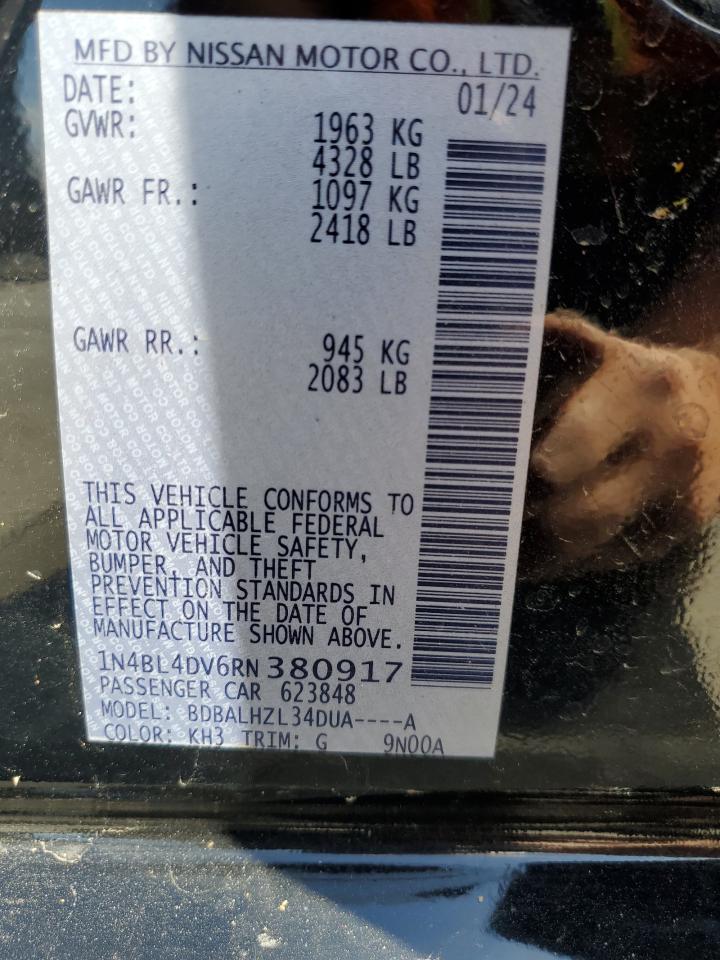 MFD BY NISSAN MOTOR CO., LTD.
DATE: 01/24
GVWR: 1963 KG
4328 LB
GAWR FR.: 1097 KG
2418 LB
GAWR RR.: 945 KG
2083 LB
THIS VEHICLE CONFORMS TO
ALL APPLICABLE FEDERAL
MOTOR VEHICLE SAFETY,
BUMPER, AND THEFT
PREVENTION STANDARDS IN
EFFECT ON THE DATE OF
MANUFACTURE SHOWN ABOVE.
1N4BL4DV6RN380917
PASSENGER CAR 623848
MODEL: BDBALHZL34DUA----A
COLOR: KH3 TRIM: G 9N00A